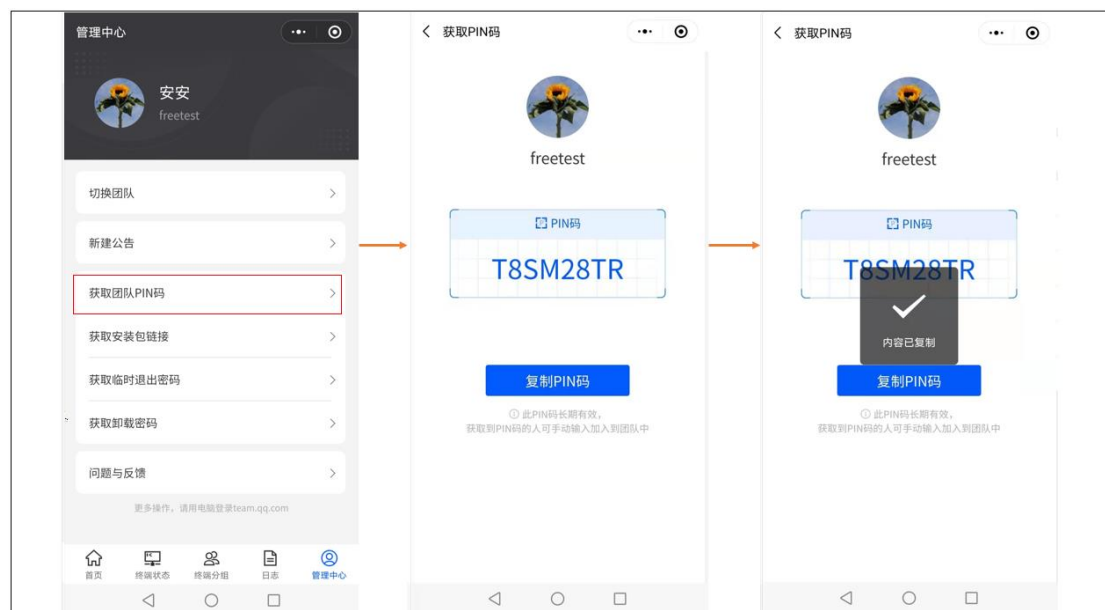 管理中心
安安
freetest
切换团队
新建公告
获取团队PIN码
获取安装包链接
获取临时退出密码
获取卸载密码
问题与反馈
更多操作，请用电脑登录team.qq.com
首页
终端状态
终端分组
日志
管理中心
获取PIN码
freetest
PIN码
T8SM28TR
复制PIN码
此PIN码长期有效，
获取到PIN码的人可手动输入加入到团队中
获取PIN码
freetest
PIN码
T8SM28TR
内容已复制
复制PIN码
此PIN码长期有效，
获取到PIN码的人可手动输入加入到团队中